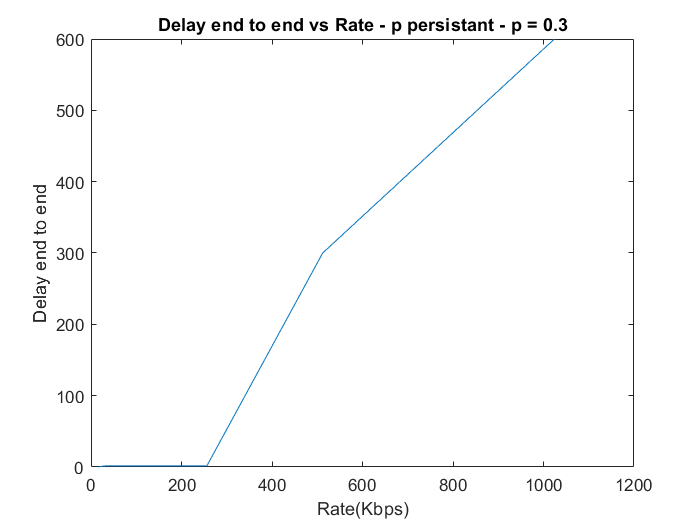 Delay end to end vs Rate - p persistant - p = 0.3
600
500
400
300
200
100
0
Delay end to end
0 200 400 600 800 1000 1200
Rate(Kbps)